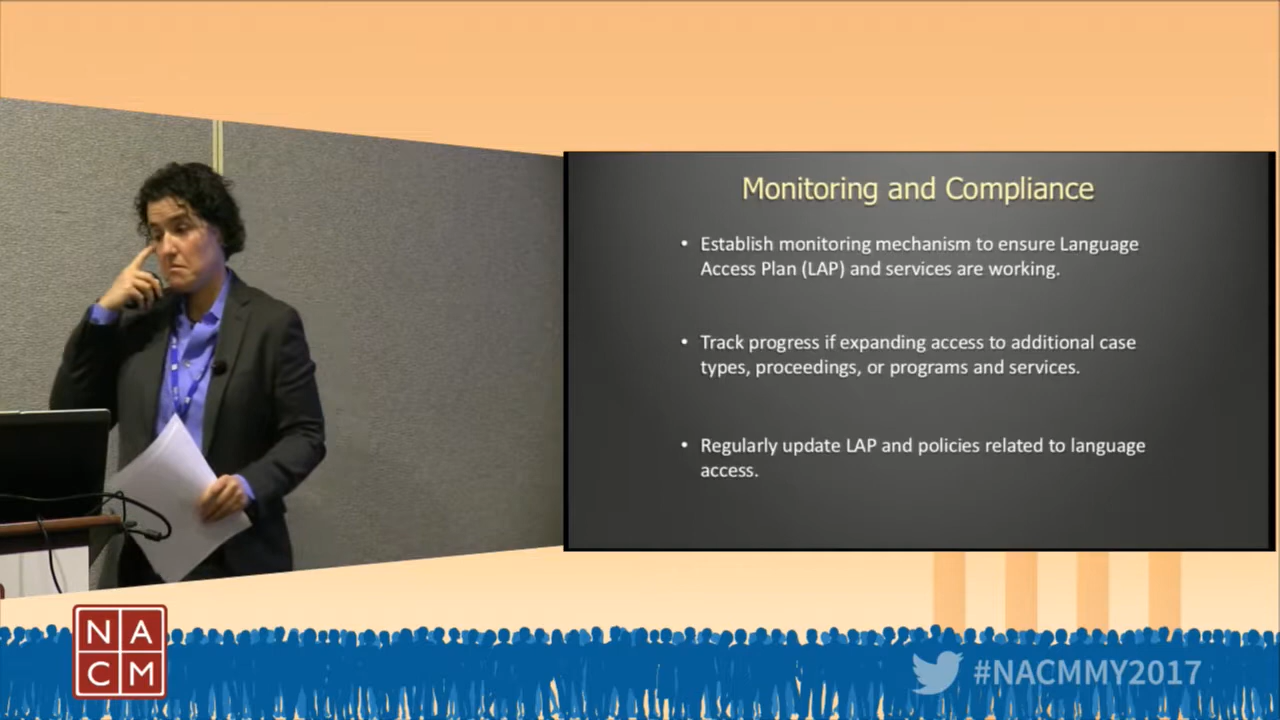 Monitoring and Compliance
• Establish monitoring mechanism to ensure Language
Access Plan (LAP) and services are working.
• Track progress if expanding access to additional case
types, proceedings, or programs and services.
• Regularly update LAP and policies related to language
access.
N A
C M
#NACMMY2017